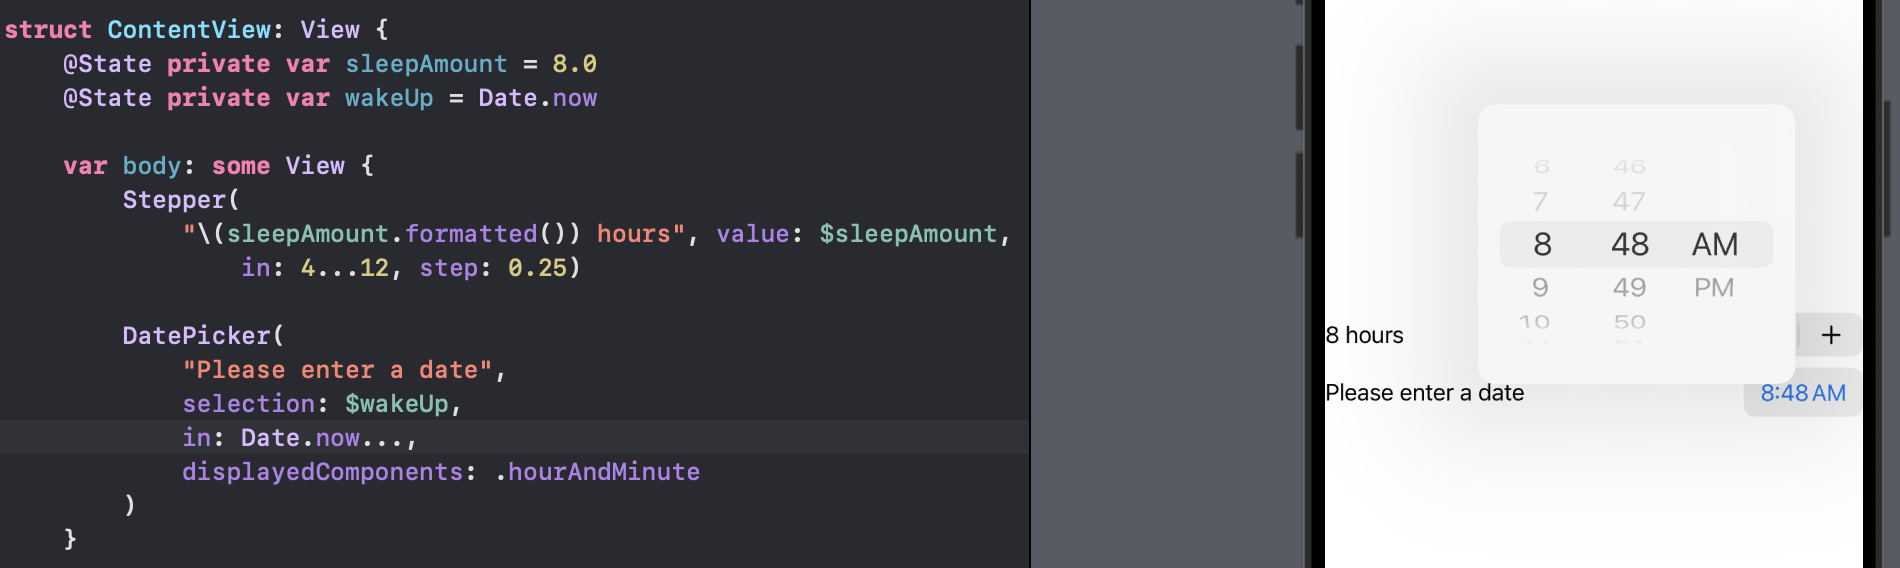 struct ContentView: View {
@State private var sleepAmount = 8.0
@State private var wakeUp = Date.now
var body: some View {
Stepper(
"\(sleepAmount.formatted()) hours", value: $sleepAmount,
in: 4...12, step: 0.25)
DatePicker(
"Please enter a date",
selection: $wakeUp,
in: Date.now...,
displayedComponents: .hourAndMinute
)
}
6 46
7 47
8 48 AM
9 49 PM
10 50
8 hours +
Please enter a date 8:48 AM